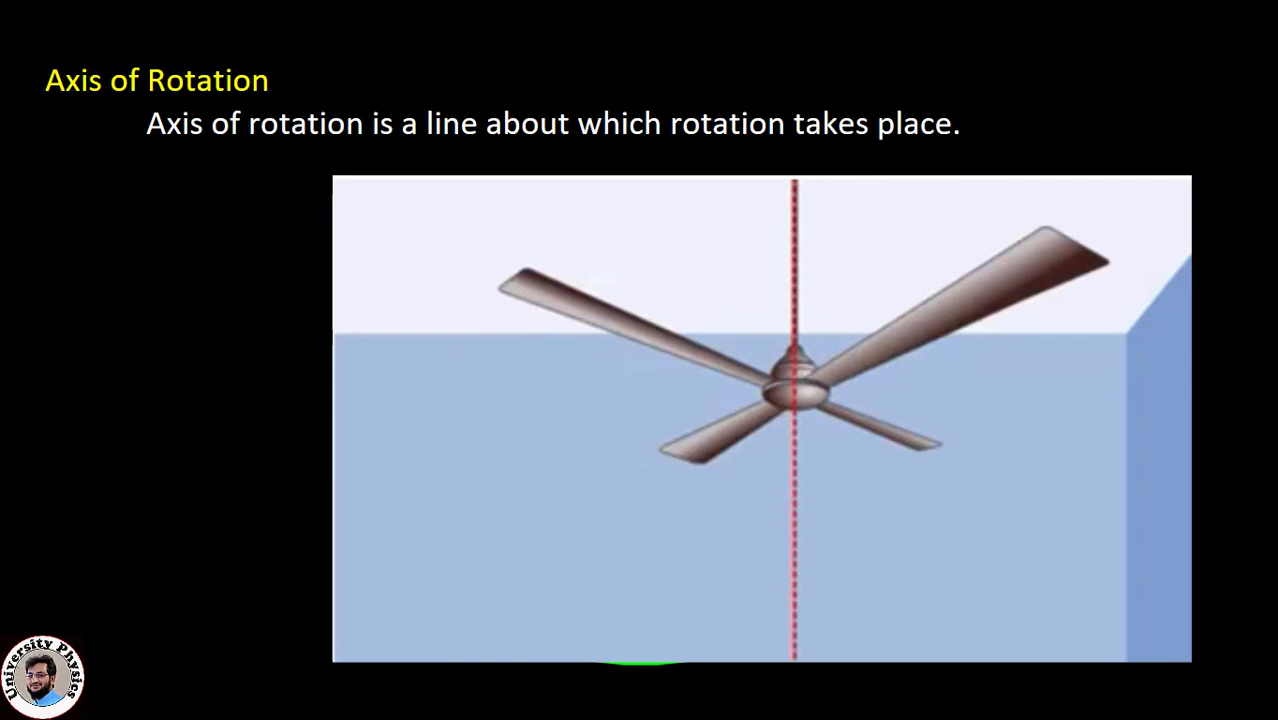 Axis of Rotation
Axis of rotation is a line about which rotation takes place.
University Physics